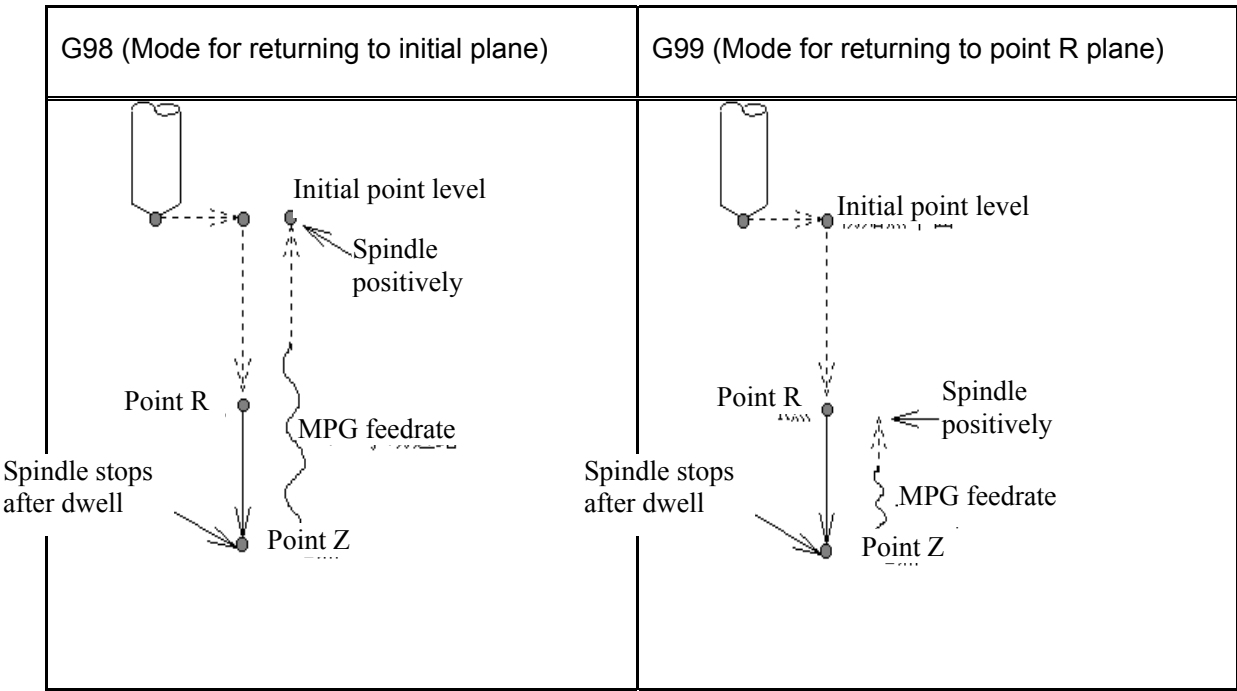 G98 (Mode for returning to initial plane)
G99 (Mode for returning to point R plane)
Initial point level
Spindle
positively
Point R
MPG feedrate
Spindle stops
after dwell
Point Z
Initial point level
Point R
Spindle
positively
Spindle stops
after dwell
MPG feedrate
Point Z